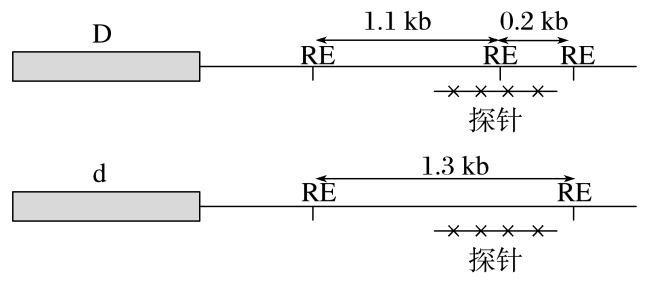 D
1.1 kb 0.2 kb
RE RE RE
探针
d
1.3 kb
RE RE
探针